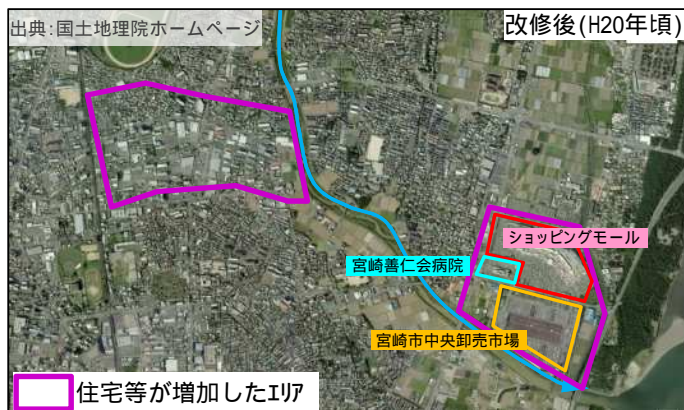 出典:国土地理院ホームページ
改修後(H20年頃)
ショッピングモール
宮崎善仁会病院
宮崎市中央卸売市場
住宅等が増加したｴﾘｱ